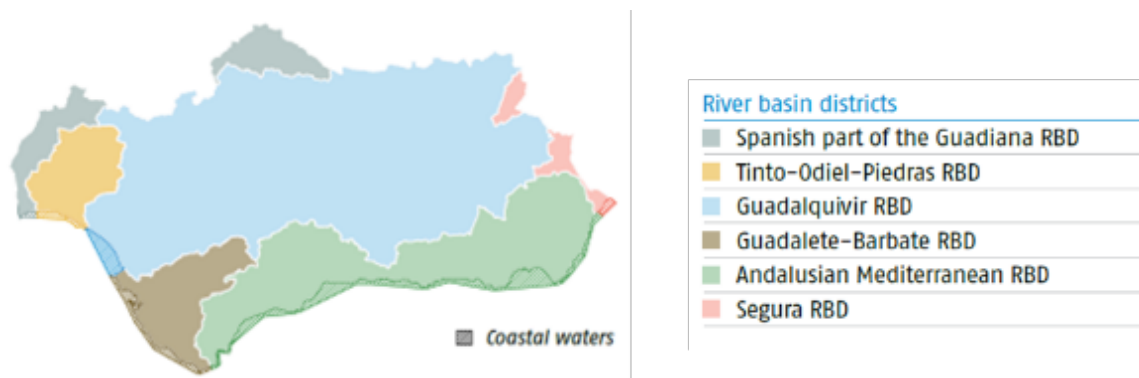 River basin districts
Spanish part of the Guadiana RBD
Tinto-Odiel-Piedras RBD
Guadalquivir RBD
Guadalete-Barbate RBD
Andalusian Mediterranean RBD
Segura RBD
Coastal waters